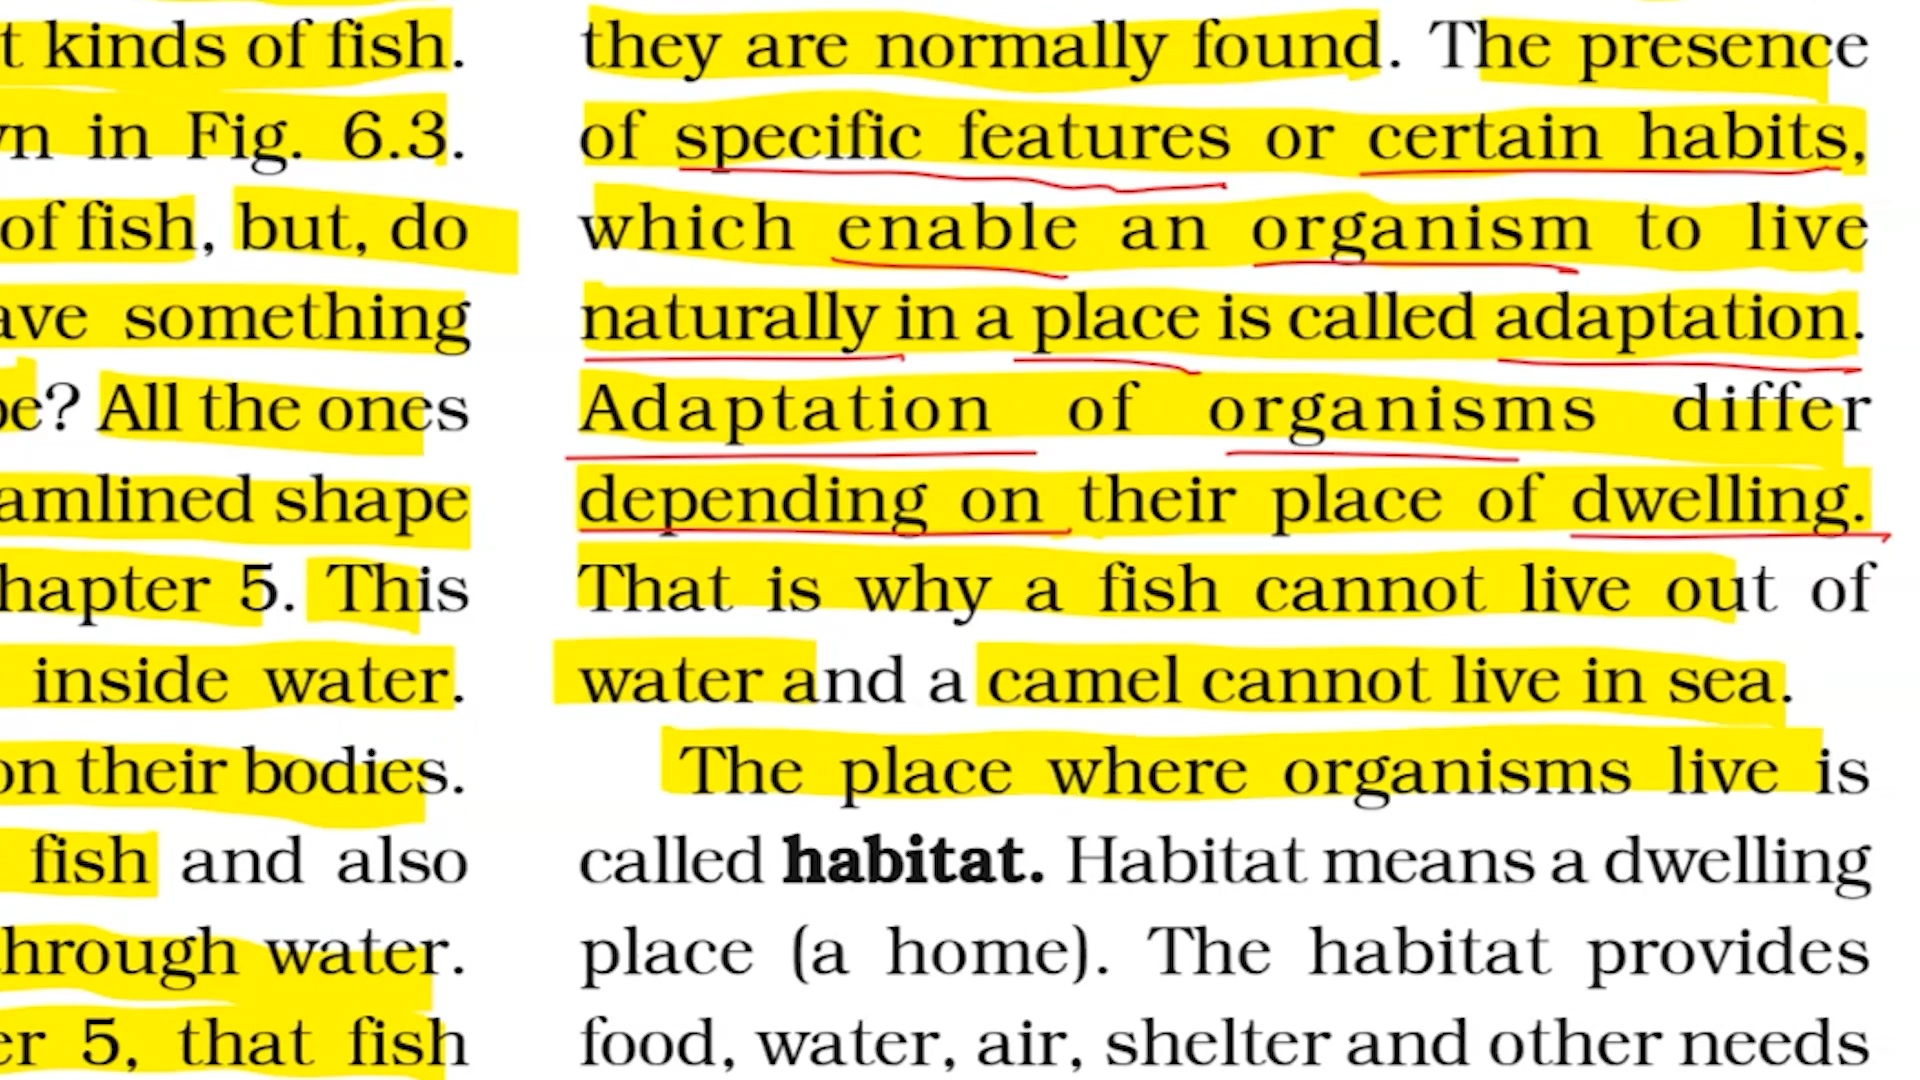 t kinds of fish.
n in Fig. 6.3.
of fish, but, do
ave something
e? All the ones
amlined shape
hapter 5. This
inside water.
on their bodies.
fish and also
hrough water.
er 5, that fish
they are normally found. The presence
of specific features or certain habits,
which enable an organism to live
naturally in a place is called adaptation.
Adaptation of organisms differ
depending on their place of dwelling.
That is why a fish cannot live out of
water and a camel cannot live in sea.
The place where organisms live is
called habitat. Habitat means a dwelling
place (a home). The habitat provides
food, water, air, shelter and other needs